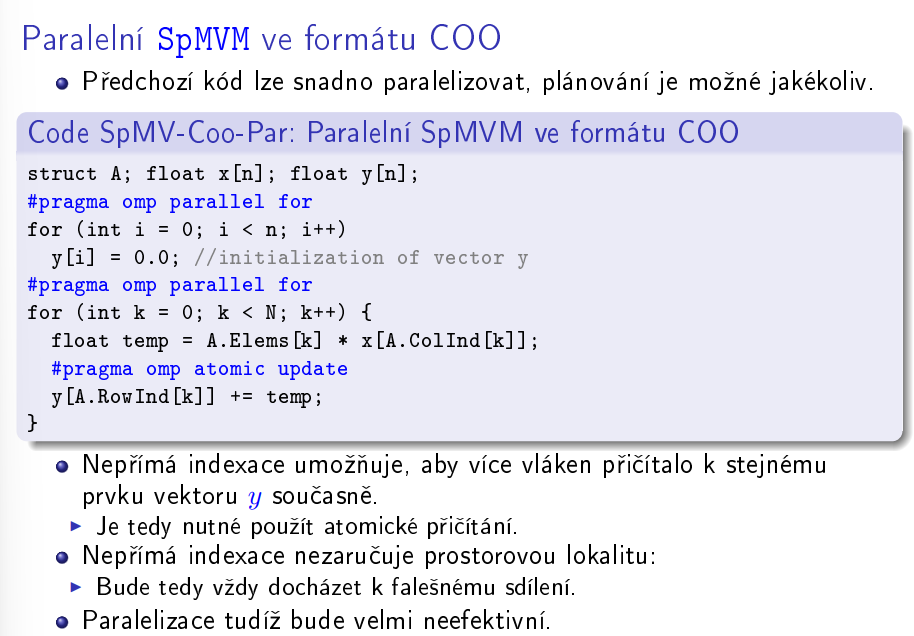 Paralelní SpMVM ve formátu COO
Předchozí kód lze snadno paralelizovat, plánování je možné jakékoliv.
Code SpMV-Coo-Par: Paralelní SpMVM ve formátu COO
struct A; float x[n]; float y[n];
#pragma omp parallel for
for (int i = 0; i < n; i++)
  y[i] = 0.0; //initialization of vector y
#pragma omp parallel for
for (int k = 0; k < N; k++) {
  float temp = A.Elems[k] * x[A.ColInd[k]];
  #pragma omp atomic update
  y[A.RowInd[k]] += temp;
}
Nepřímá indexace umožňuje, aby více vláken přičítalo k stejnému
prvku vektoru y současně.
Je tedy nutné použít atomické přičítání.
Nepřímá indexace nezaručuje prostorovou lokalitu:
Bude tedy vždy docházet k falešnému sdílení.
Paralelizace tudíž bude velmi neefektivní.